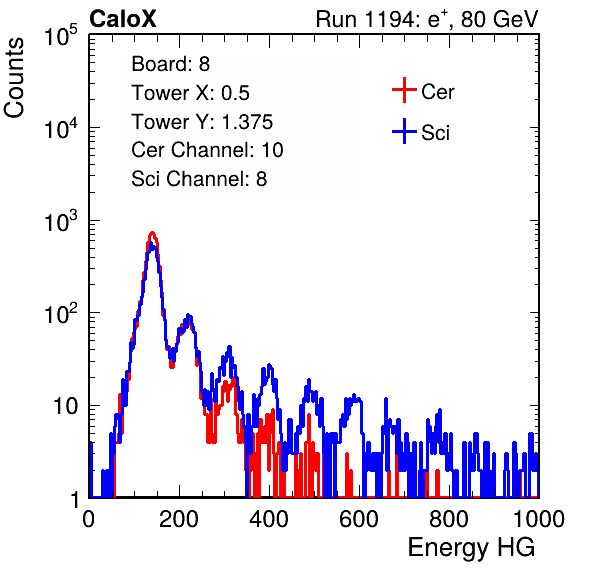 CaloX Run 1194: e⁺, 80 GeV
Counts
Board: 8
Tower X: 0.5
Tower Y: 1.375
Cer Channel: 10
Sci Channel: 8
Cer
Sci
10⁵
10⁴
10³
10²
10
1
0 200 400 600 800 1000
Energy HG